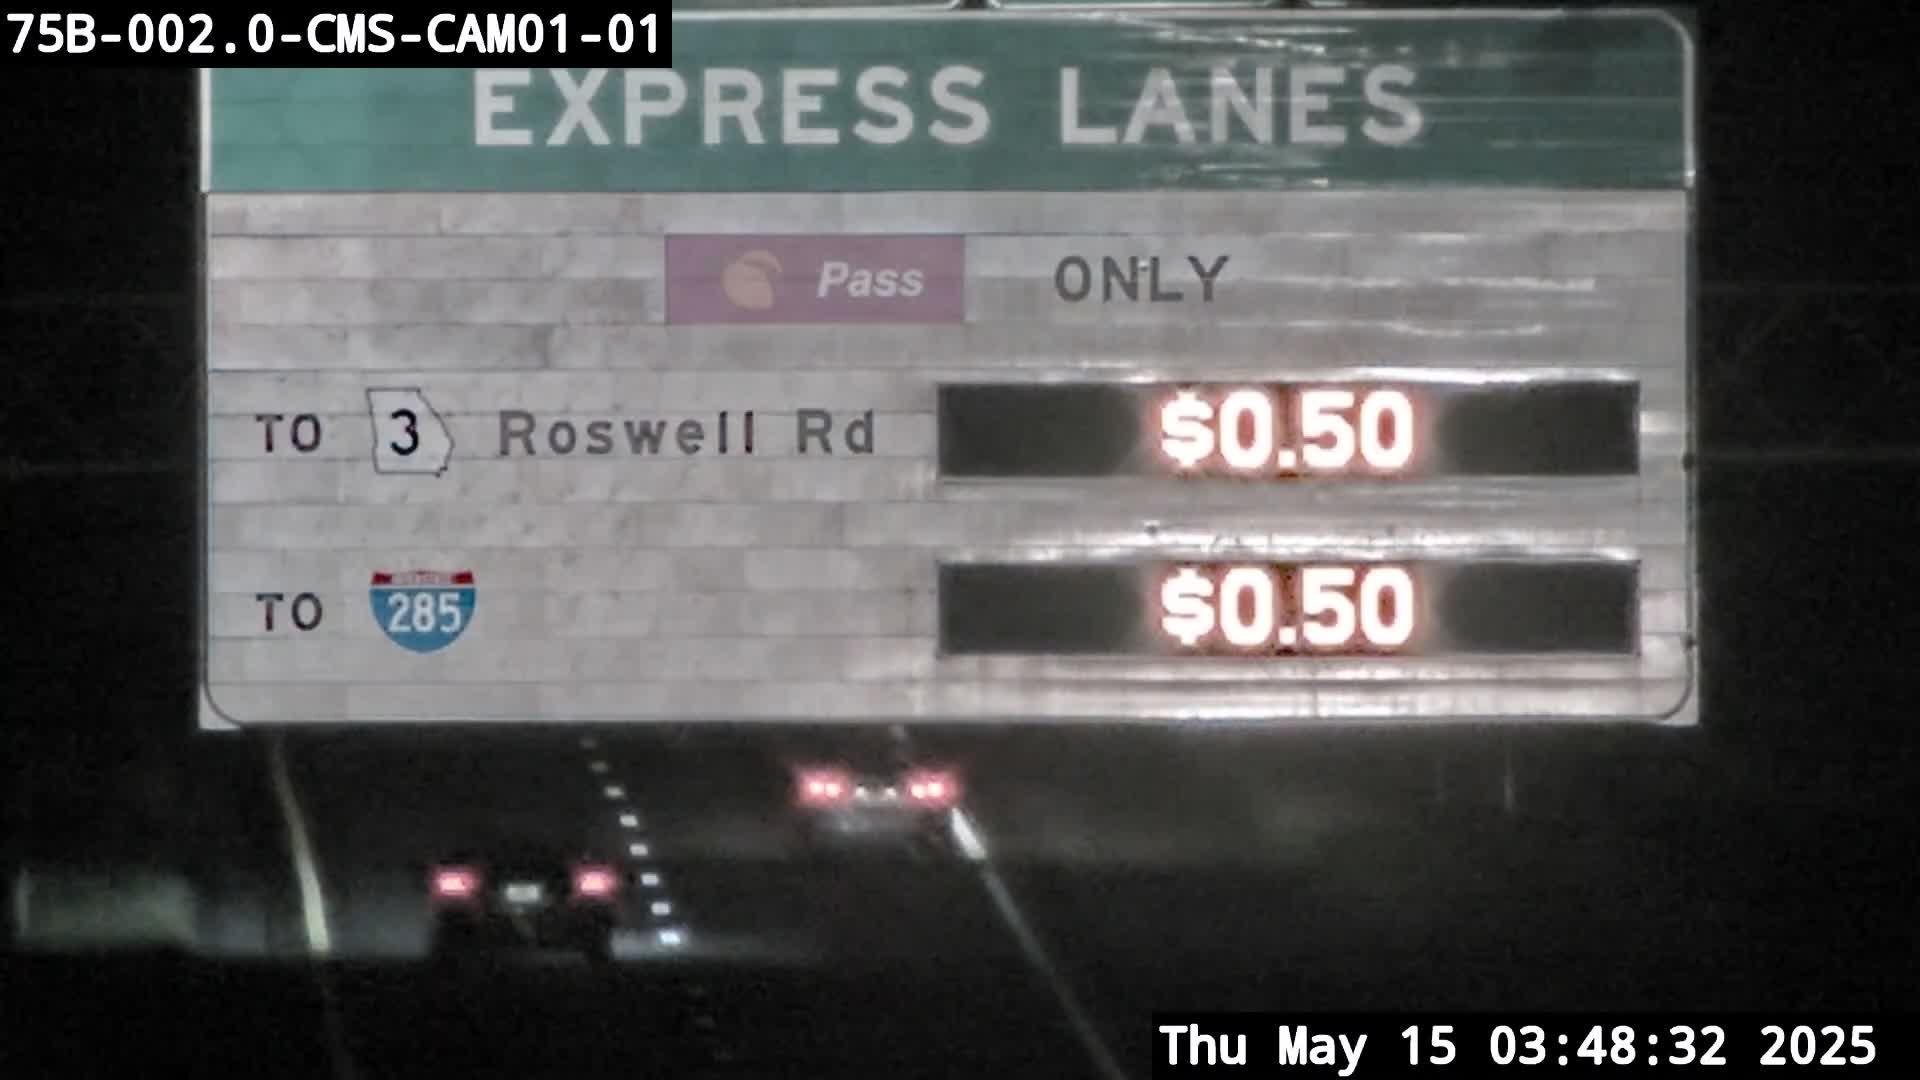 75B-002.0-CMS-CAM01-01
EXPRESS LANES
Pass ONLY
TO 3 Roswell Rd $0.50
TO 285 $0.50
Thu May 15 03:48:32 2025